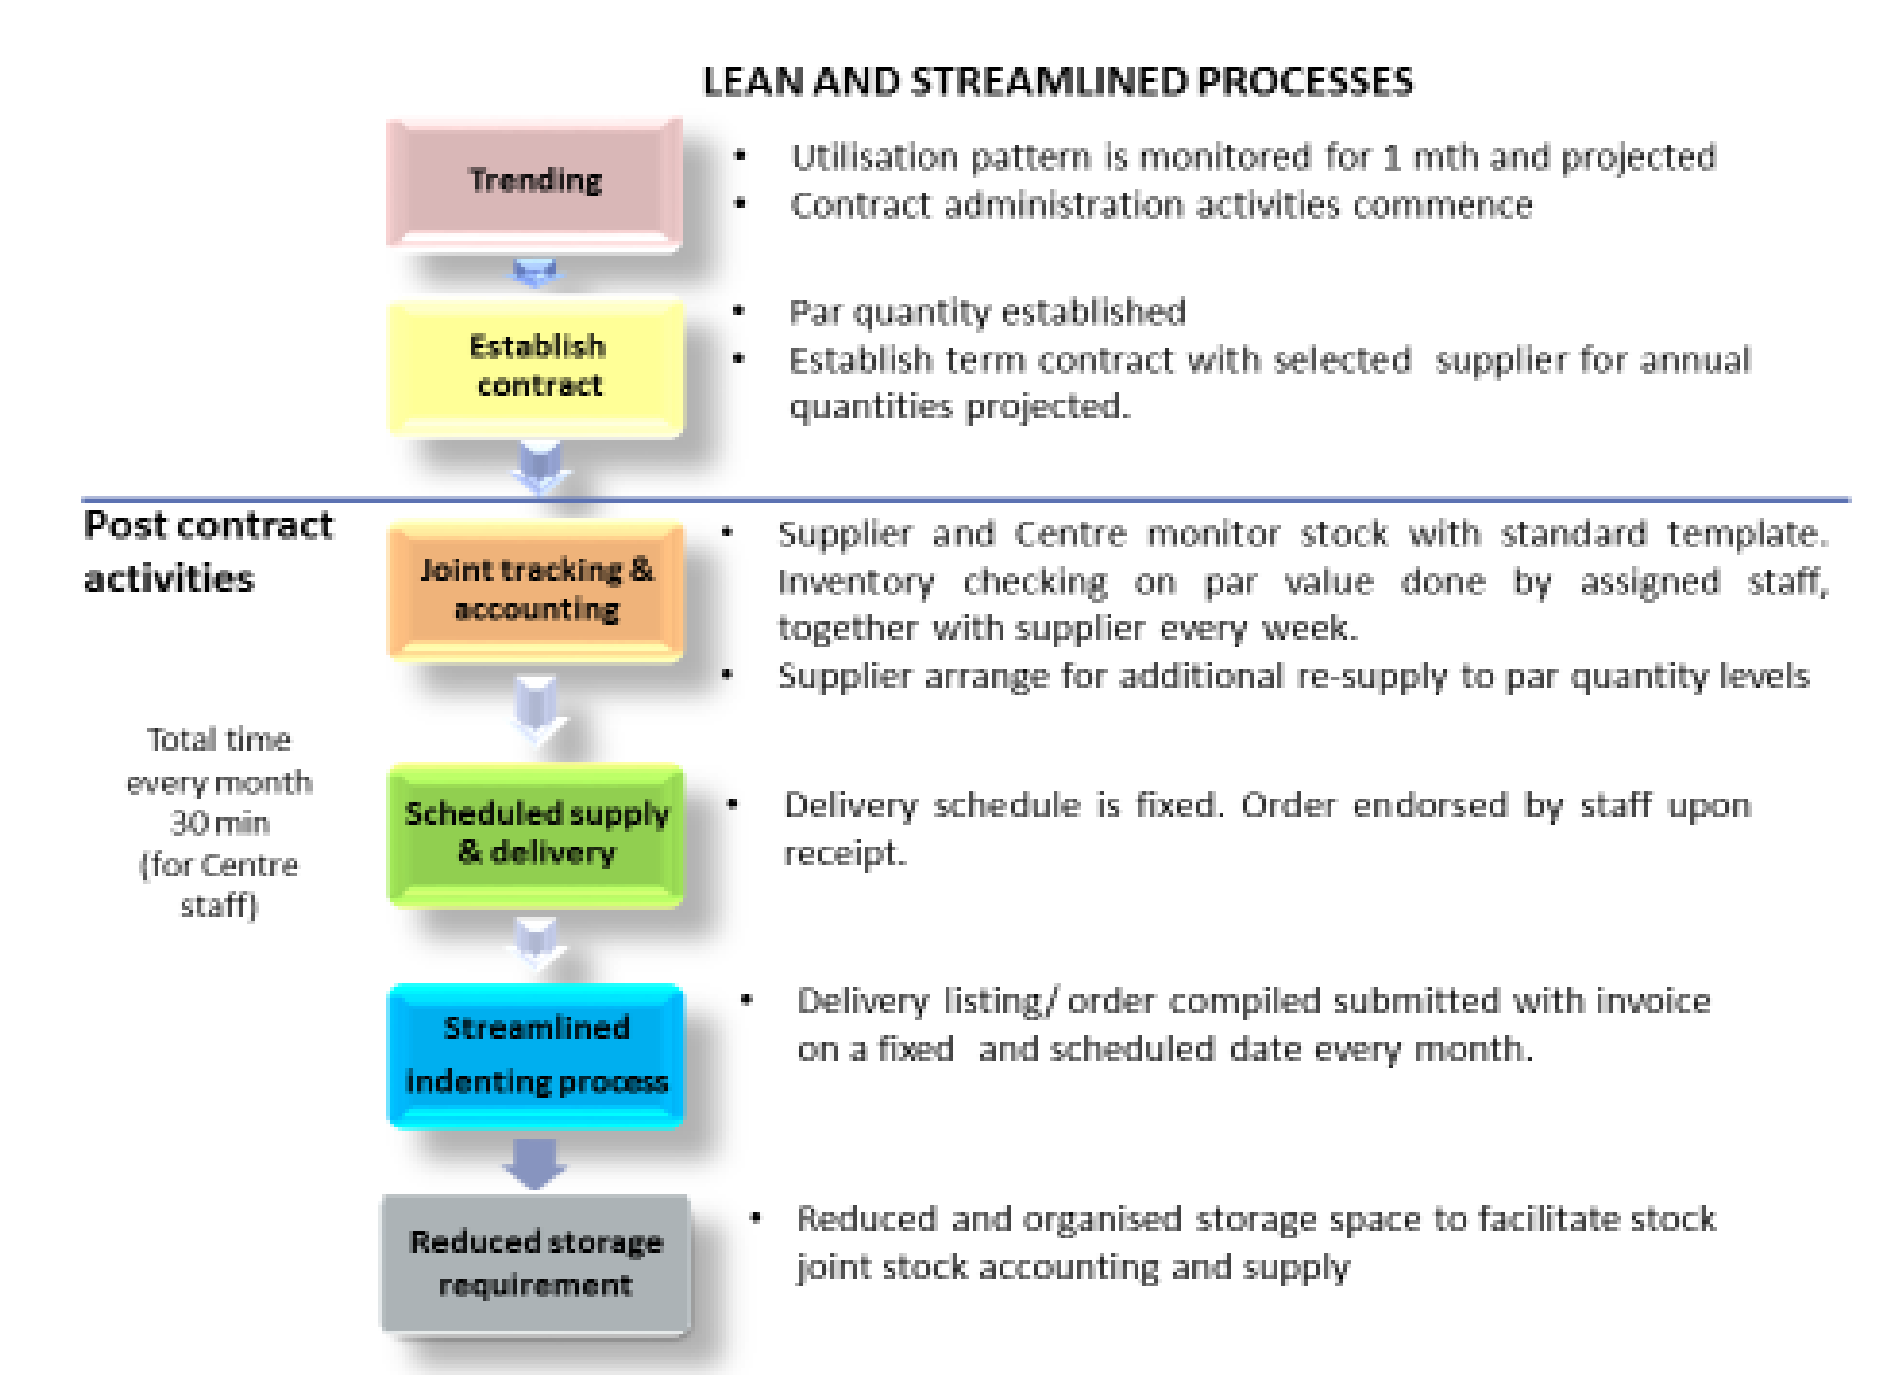 LEAN AND STREAMLINED PROCESSES
Trending
• Utilisation pattern is monitored for 1 mth and projected
• Contract administration activities commence
Establish
contract
• Par quantity established
• Establish term contract with selected supplier for annual
quantities projected.
Post contract
activities
Joint tracking &
accounting
• Supplier and Centre monitor stock with standard template.
Inventory checking on par value done by assigned staff,
together with supplier every week.
• Supplier arrange for additional re-supply to par quantity levels
Total time
every month
30 min
(for Centre
staff)
Scheduled supply
& delivery
• Delivery schedule is fixed. Order endorsed by staff upon
receipt.
Streamlined
indenting process
• Delivery listing/ order compiled submitted with invoice
on a fixed and scheduled date every month.
Reduced storage
requirement
• Reduced and organised storage space to facilitate stock
joint stock accounting and supply